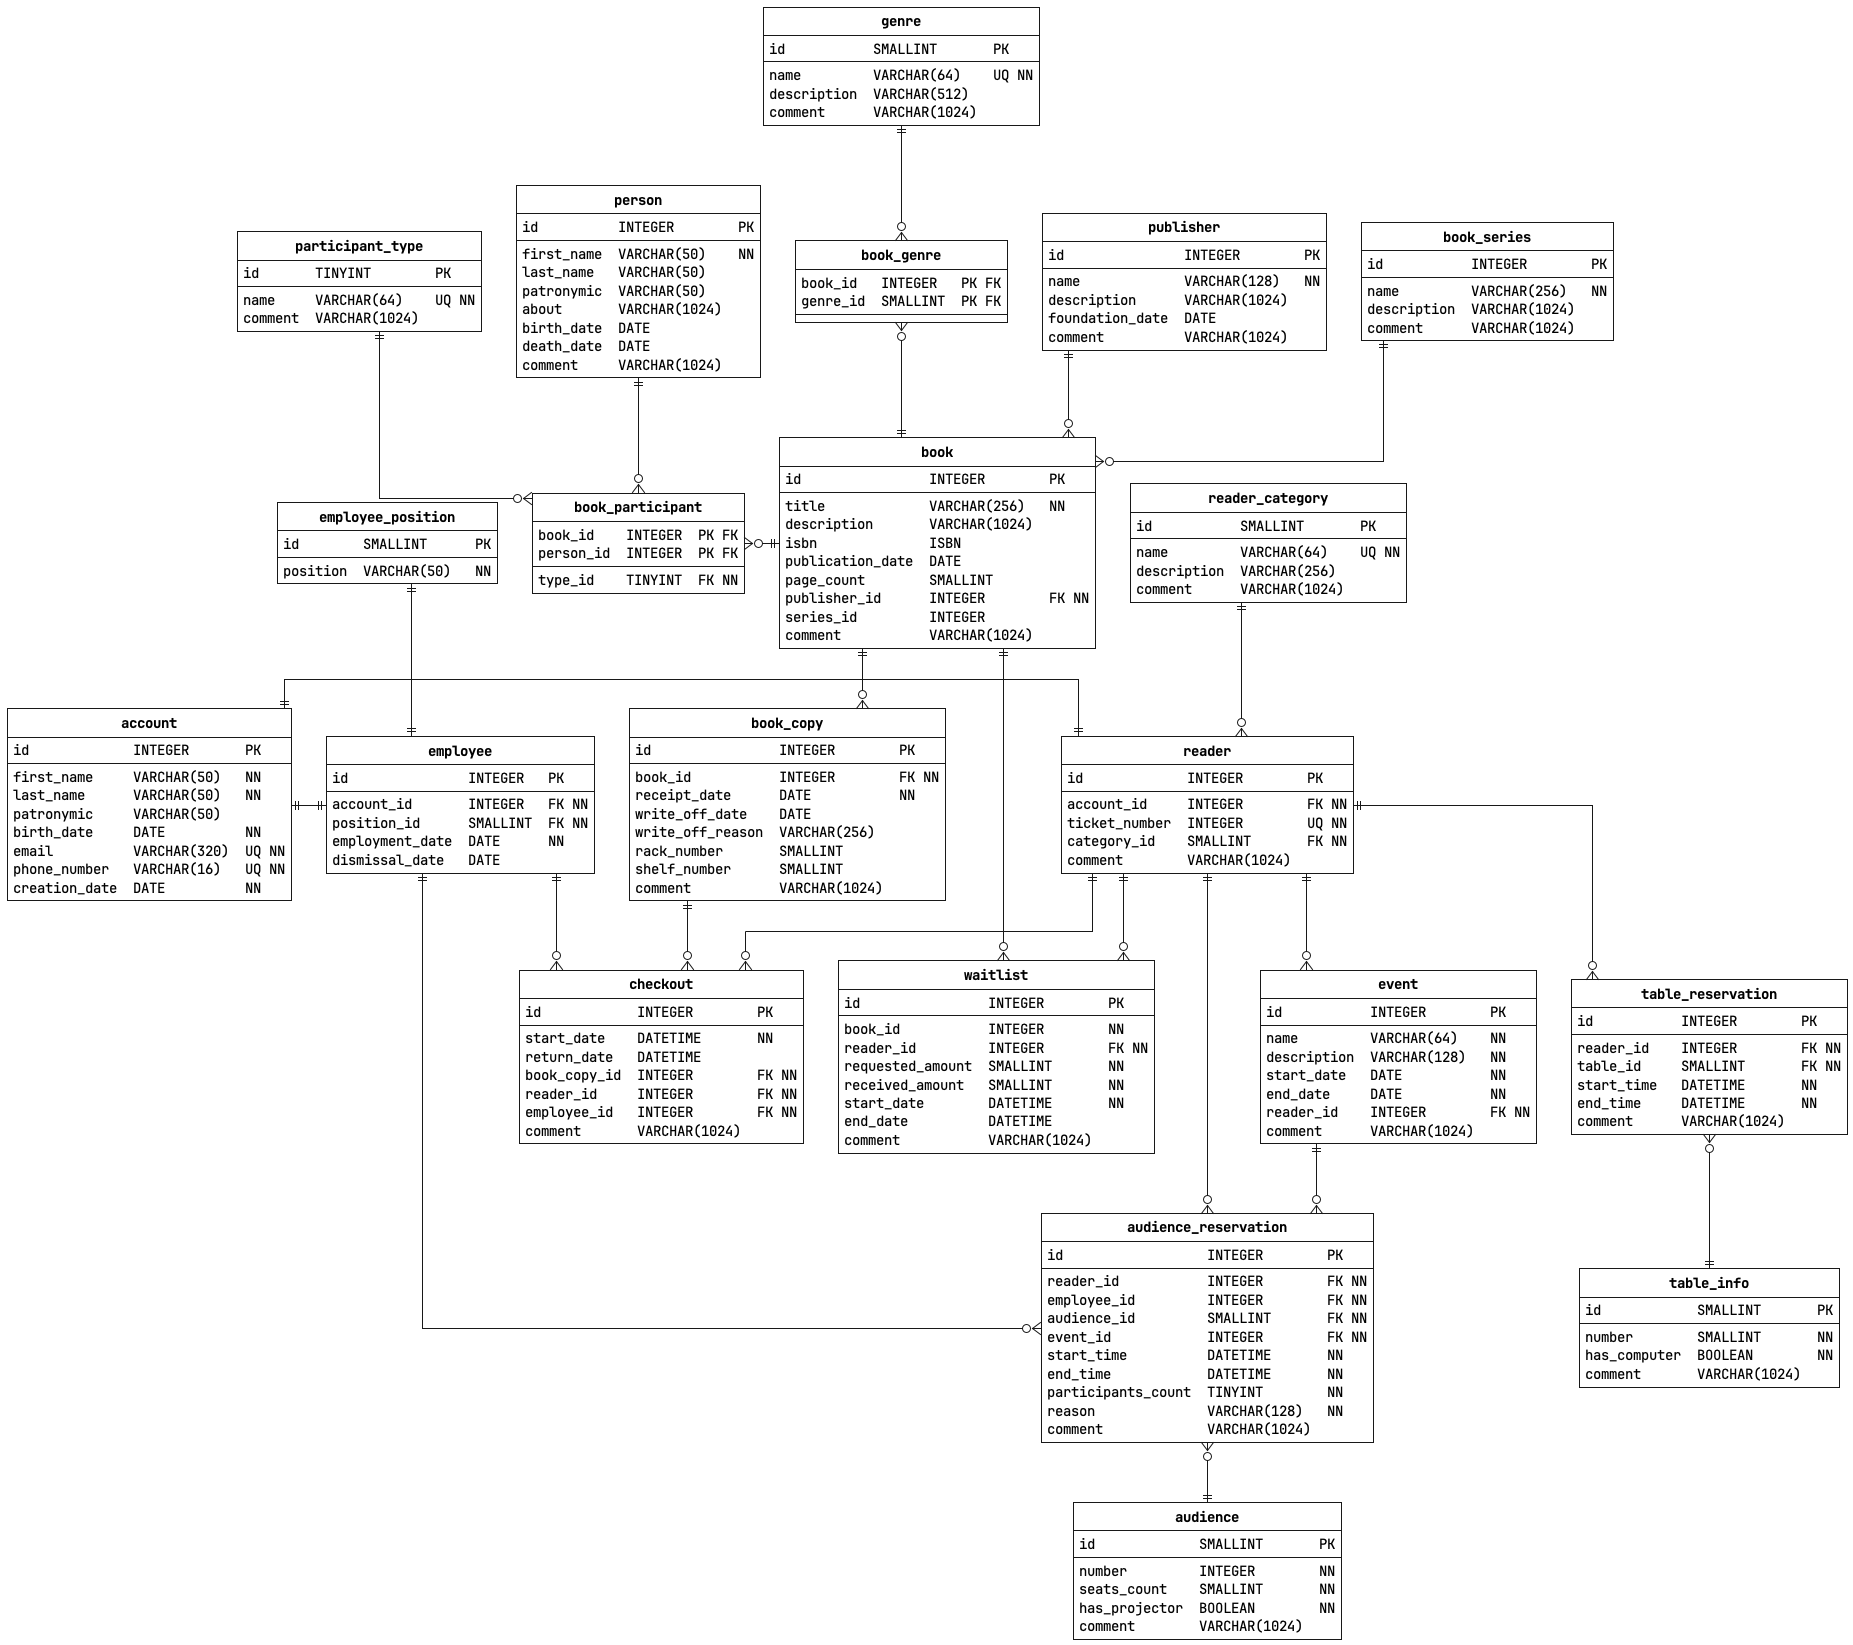 genre
id SMALLINT PK
name VARCHAR(64) UQ NN
description VARCHAR(512)
comment VARCHAR(1024)
person
id INTEGER PK
first_name VARCHAR(50) NN
last_name VARCHAR(50)
patronymic VARCHAR(50)
about VARCHAR(1024)
birth_date DATE
death_date DATE
comment VARCHAR(1024)
participant_type
id TINYINT PK
name VARCHAR(64) UQ NN
comment VARCHAR(1024)
book_genre
book_id INTEGER PK FK
genre_id SMALLINT PK FK
publisher
id INTEGER PK
name VARCHAR(128) NN
description VARCHAR(1024)
foundation_date DATE
comment VARCHAR(1024)
book_series
id INTEGER PK
name VARCHAR(256) NN
description VARCHAR(1024)
comment VARCHAR(1024)
employee_position
id SMALLINT PK
position VARCHAR(50) NN
book_participant
book_id INTEGER PK FK
person_id INTEGER PK FK
type_id TINYINT FK NN
book
id INTEGER PK
title VARCHAR(256) NN
description VARCHAR(1024)
isbn ISBN
publication_date DATE
page_count SMALLINT
publisher_id INTEGER FK NN
series_id INTEGER
comment VARCHAR(1024)
reader_category
id SMALLINT PK
name VARCHAR(64) UQ NN
description VARCHAR(256)
comment VARCHAR(1024)
account
id INTEGER PK
first_name VARCHAR(50) NN
last_name VARCHAR(50) NN
patronymic VARCHAR(50)
birth_date DATE NN
email VARCHAR(320) UQ NN
phone_number VARCHAR(16) UQ NN
creation_date DATE NN
employee
id INTEGER PK
account_id INTEGER FK NN
position_id SMALLINT FK NN
employment_date DATE NN
dismissal_date DATE
book_copy
id INTEGER PK
book_id INTEGER FK NN
receipt_date DATE NN
write_off_date DATE
write_off_reason VARCHAR(256)
rack_number SMALLINT
shelf_number SMALLINT
comment VARCHAR(1024)
reader
id INTEGER PK
account_id INTEGER FK NN
ticket_number INTEGER UQ NN
category_id SMALLINT FK NN
comment VARCHAR(1024)
checkout
id INTEGER PK
start_date DATETIME NN
return_date DATETIME
book_copy_id INTEGER FK NN
reader_id INTEGER FK NN
employee_id INTEGER FK NN
comment VARCHAR(1024)
waitlist
id INTEGER PK
book_id INTEGER NN
reader_id INTEGER FK NN
requested_amount SMALLINT NN
received_amount SMALLINT NN
start_date DATETIME NN
end_date DATETIME
comment VARCHAR(1024)
event
id INTEGER PK
name VARCHAR(64) NN
description VARCHAR(128) NN
start_date DATE NN
end_date DATE NN
reader_id INTEGER FK NN
comment VARCHAR(1024)
table_reservation
id INTEGER PK
reader_id INTEGER FK NN
table_id SMALLINT FK NN
start_time DATETIME NN
end_time DATETIME NN
comment VARCHAR(1024)
audience_reservation
id INTEGER PK
reader_id INTEGER FK NN
employee_id INTEGER FK NN
audience_id SMALLINT FK NN
event_id INTEGER FK NN
start_time DATETIME NN
end_time DATETIME NN
participants_count TINYINT NN
reason VARCHAR(128) NN
comment VARCHAR(1024)
table_info
id SMALLINT PK
number SMALLINT NN
has_computer BOOLEAN NN
comment VARCHAR(1024)
audience
id SMALLINT PK
number INTEGER NN
seats_count SMALLINT NN
has_projector BOOLEAN NN
comment VARCHAR(1024)